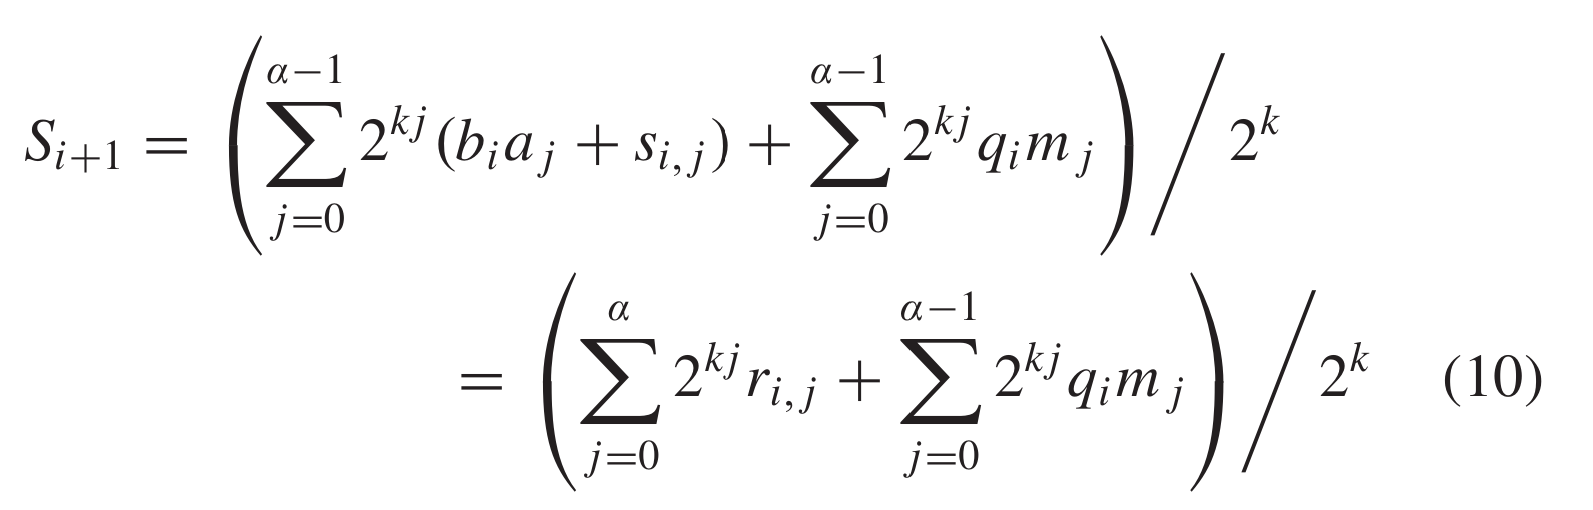 $S_{i+1} = \left( \sum_{j=0}^{\alpha-1} 2^{kj} (b_i a_j + s_{i,j}) + \sum_{j=0}^{\alpha-1} 2^{kj} q_i m_j \right) \Big/ 2^k$
$= \left( \sum_{j=0}^{\alpha} 2^{kj} r_{i,j} + \sum_{j=0}^{\alpha-1} 2^{kj} q_i m_j \right) \Big/ 2^k \quad (10)$